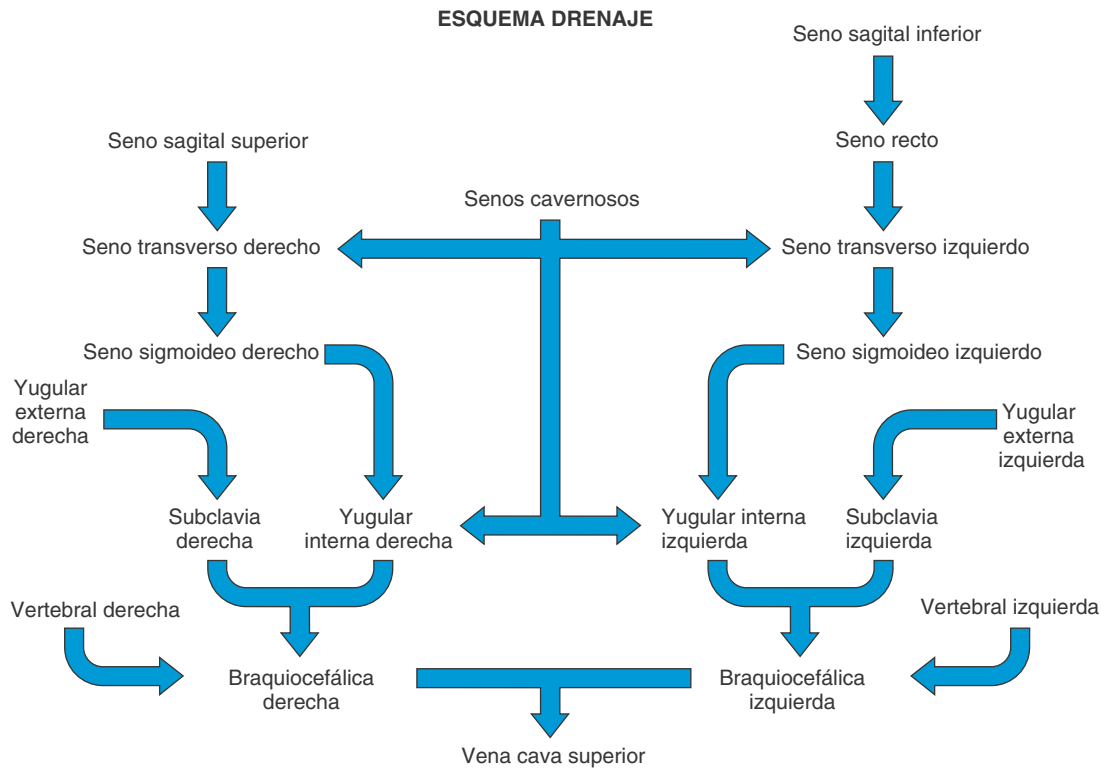 ESQUEMA DRENAJE
Seno sagital inferior
Seno sagital superior
Seno recto
Senos cavernosos
Seno transverso derecho
Seno transverso izquierdo
Seno sigmoideo derecho
Seno sigmoideo izquierdo
Yugular
externa
derecha
Yugular
externa
izquierda
Subclavia
derecha
Yugular
interna derecha
Yugular interna
izquierda
Subclavia
izquierda
Vertebral derecha
Vertebral izquierda
Braquiocefálica
derecha
Braquiocefálica
izquierda
Vena cava superior